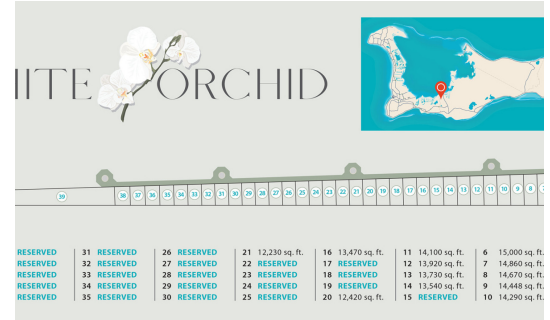 HITE ORCHID
39 38 37 36 35 34 33 32 31 30 29 28 27 26 25 24 23 22 21 20 19 18 17 16 15 14 13 12 11 10 9 8
RESERVED 31 RESERVED 26 RESERVED 21 12,230 sq. ft. 16 13,470 sq. ft. 11 14,100 sq. ft. 6 15,000 sq. ft.
RESERVED 32 RESERVED 27 RESERVED 22 RESERVED 17 RESERVED 12 13,920 sq. ft. 7 14,860 sq. ft.
RESERVED 33 RESERVED 28 RESERVED 23 RESERVED 18 RESERVED 13 13,730 sq. ft. 8 14,670 sq. ft.
RESERVED 34 RESERVED 29 RESERVED 24 RESERVED 19 RESERVED 14 13,540 sq. ft. 9 14,448 sq. ft.
RESERVED 35 RESERVED 30 RESERVED 25 RESERVED 20 12,420 sq. ft. 15 RESERVED 10 14,290 sq. ft.